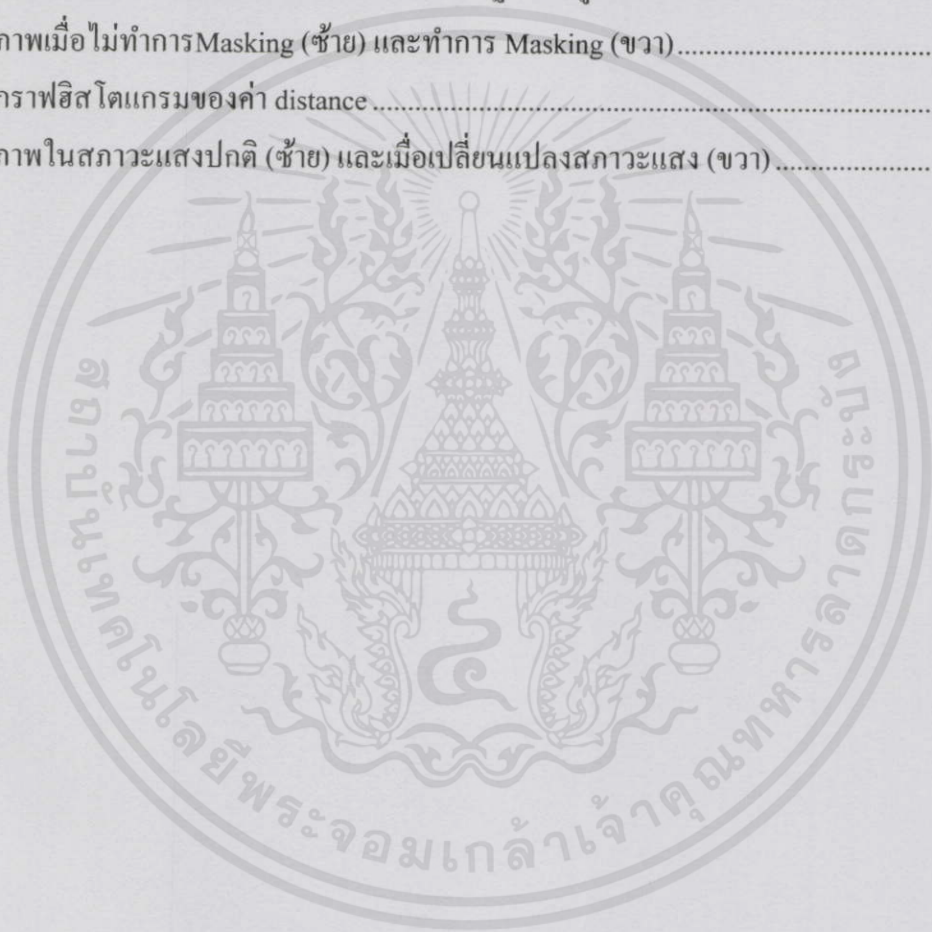 ภาพเมื่อไม่ทำการMasking (ซ้าย) และทำการ Masking (ขวา)..................................
กราฟฮิสโตแกรมของค่า distance..................................................................................
ภาพในสภาวะแสงปกติ (ซ้าย) และเมื่อเปลี่ยนแปลงสภาวะแสง (ขวา).....................
สถาบันเทคโนโลยีพระจอมเกล้าเจ้าคุณทหารลาดกระบัง